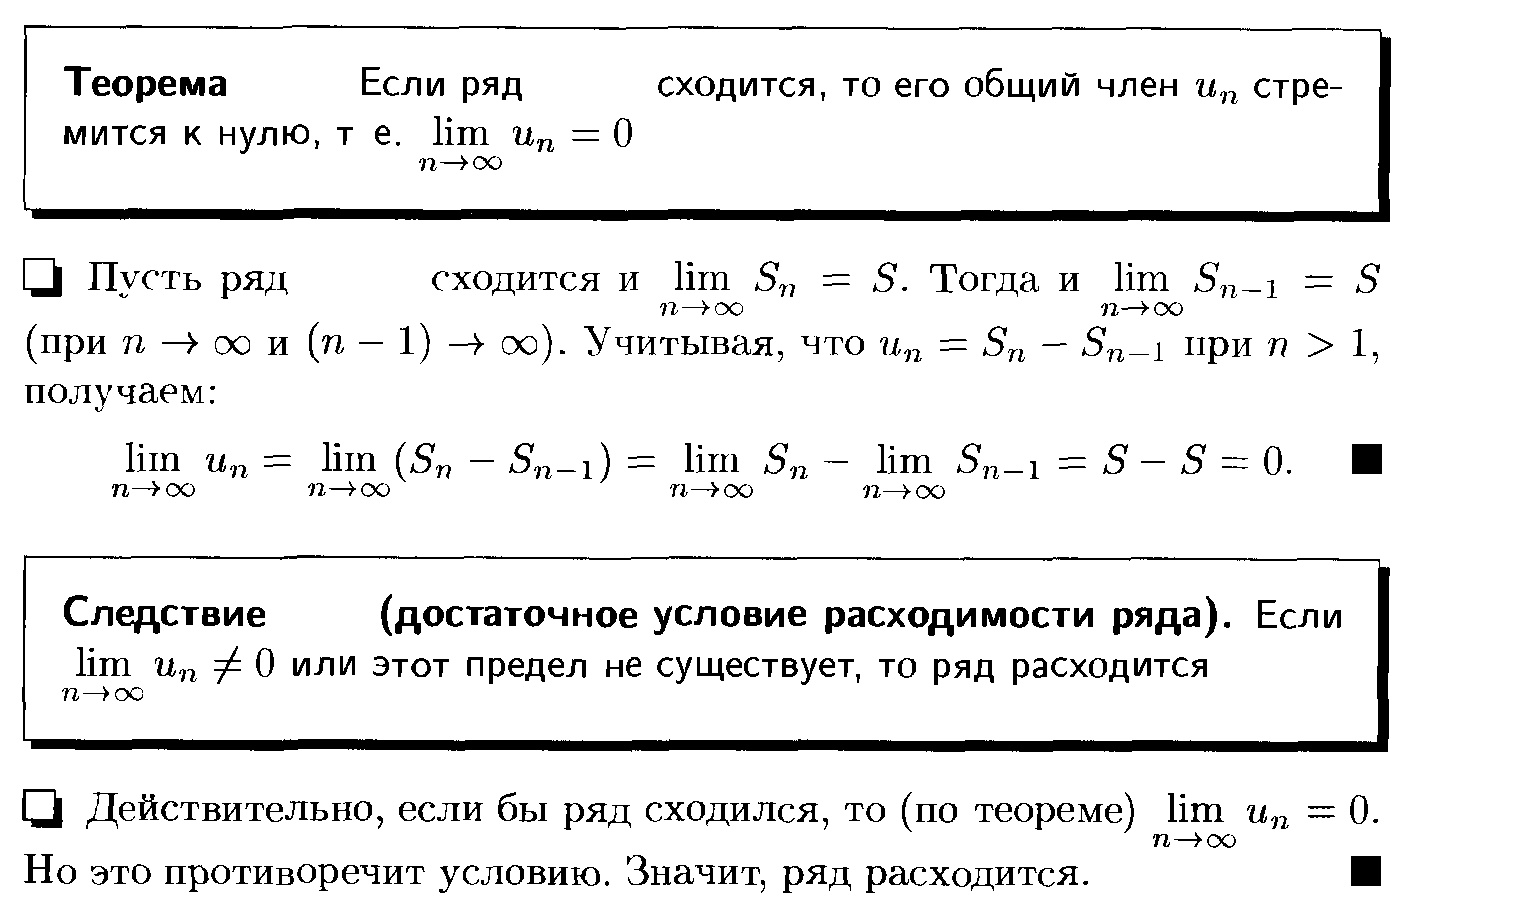 Теорема Если ряд сходится, то его общий член uₙ стре-
мится к нулю, т е. lim uₙ = 0
n→∞
Пусть ряд сходится и lim Sₙ = S. Тогда и lim Sₙ₋₁ = S
n→∞ n→∞
(при n → ∞ и (n − 1) → ∞). Учитывая, что uₙ = Sₙ − Sₙ₋₁ при n > 1,
получаем:
lim uₙ = lim (Sₙ − Sₙ₋₁) = lim Sₙ − lim Sₙ₋₁ = S − S = 0.
n→∞ n→∞ n→∞ n→∞
Следствие (достаточное условие расходимости ряда). Если
lim uₙ ≠ 0 или этот предел не существует, то ряд расходится
n→∞
Действительно, если бы ряд сходился, то (по теореме) lim uₙ = 0.
n→∞
Но это противоречит условию. Значит, ряд расходится.